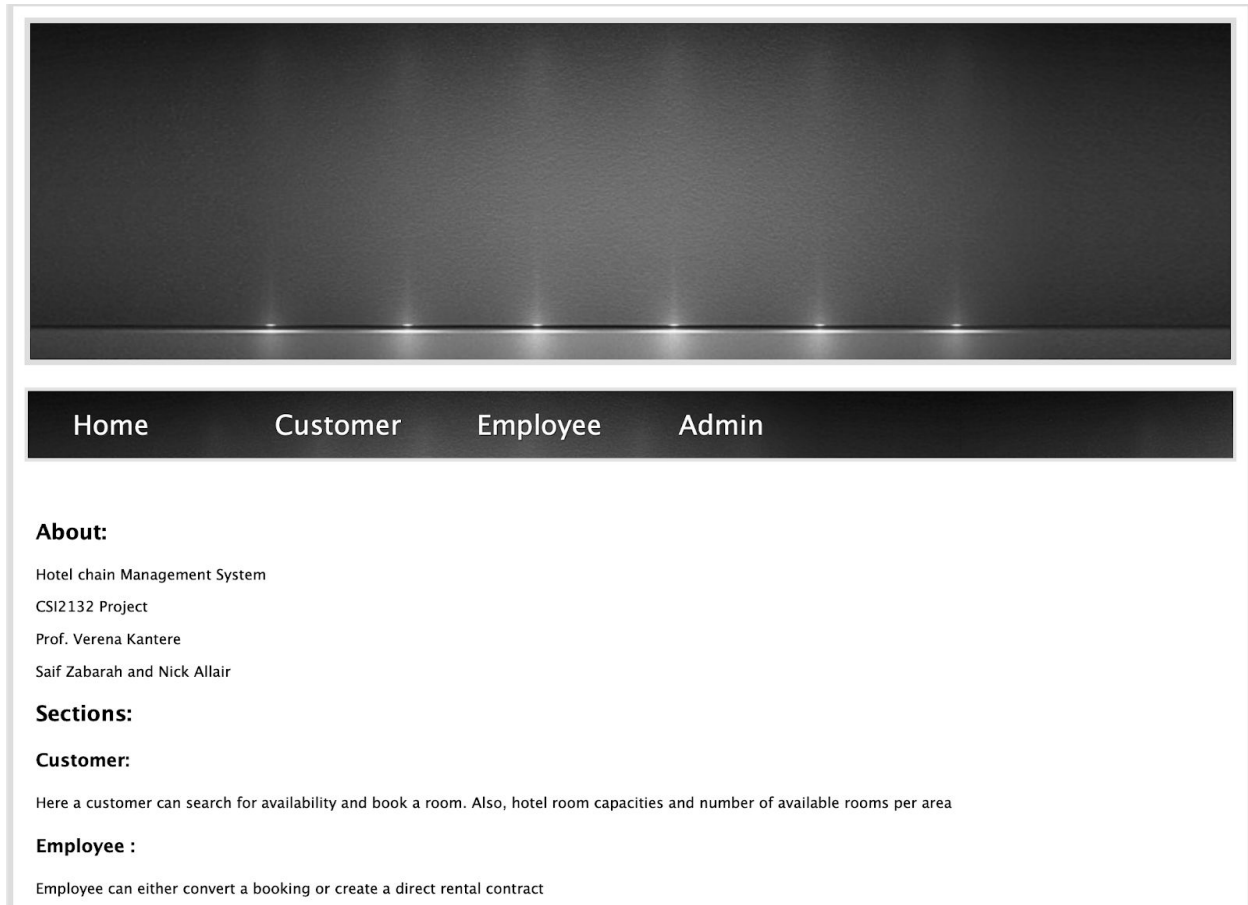 Home Customer Employee Admin
About:
Hotel chain Management System
CSI2132 Project
Prof. Verena Kantere
Saif Zabarah and Nick Allair
Sections:
Customer:
Here a customer can search for availability and book a room. Also, hotel room capacities and number of available rooms per area
Employee :
Employee can either convert a booking or create a direct rental contract